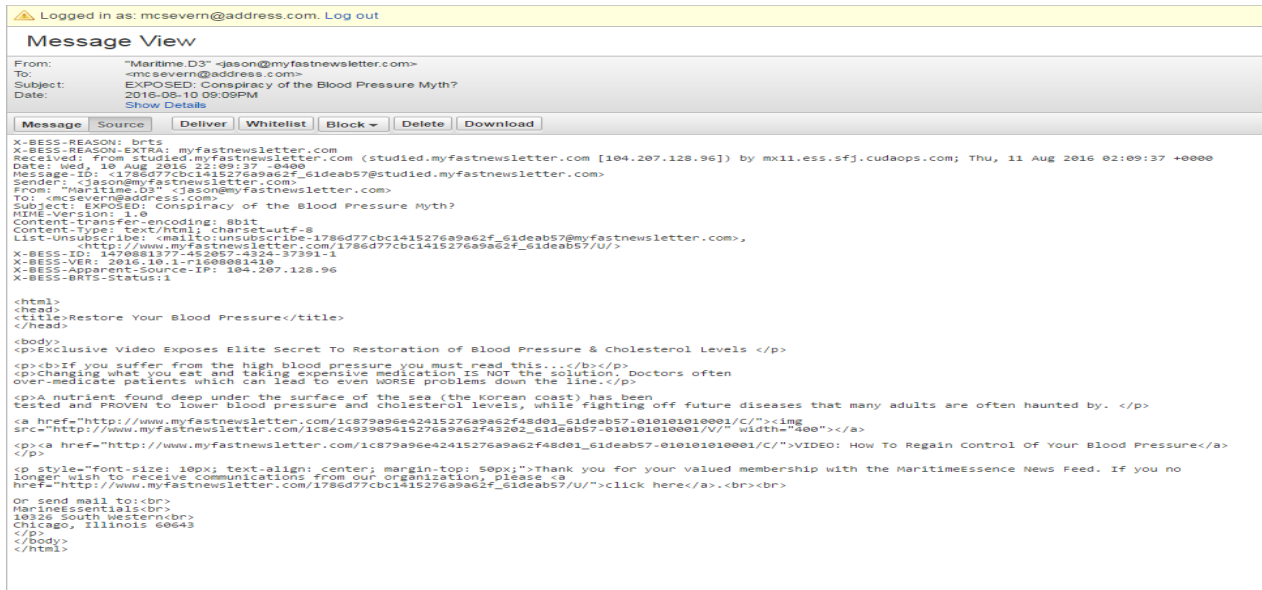 Logged in as: mcsevern@address.com. Log out
Message View
From: "Maritime.D3" <jason@myfastnewsletter.com>
To: <mcsevern@address.com>
Subject: EXPOSED: Conspiracy of the Blood Pressure Myth?
Date: 2016-08-10 09:09PM
Show Details
Message Source Deliver Whitelist Block Delete Download
X-BESS-REASON: brts
X-BESS-REASON-EXTRA: myfastnewsletter.com
Received: from studied.myfastnewsletter.com (studied.myfastnewsletter.com [104.207.128.96]) by mx11.ess.sfj.cudaops.com; Thu, 11 Aug 2016 02:09:37 +0000
Date: Wed, 10 Aug 2016 22:09:37 -0400
Message-ID: <1786d77cbc1415276a9a62f_61deab57@studied.myfastnewsletter.com>
Sender: <jason@myfastnewsletter.com>
From: "Maritime.D3" <jason@myfastnewsletter.com>
To: <mcsevern@address.com>
Subject: EXPOSED: Conspiracy of the Blood Pressure Myth?
MIME-Version: 1.0
Content-transfer-encoding: 8bit
Content-Type: text/html; charset=utf-8
List-Unsubscribe: <mailto:unsubscribe-1786d77cbc1415276a9a62f_61deab57@myfastnewsletter.com>,
<http://www.myfastnewsletter.com/1786d77cbc1415276a9a62f_61deab57/U/>
X-BESS-ID: 1470881377-452057-4324-37391-1
X-BESS-VER: 2016.10.1-r1608081410
X-BESS-Apparent-Source-IP: 104.207.128.96
X-BESS-BRTS-Status:1
<html>
<head>
<title>Restore Your Blood Pressure</title>
</head>
<body>
<p>Exclusive Video Exposes Elite Secret To Restoration of Blood Pressure & Cholesterol Levels </p>
<p><b>If you suffer from the high blood pressure you must read this...</b></p>
<p>Changing what you eat and taking expensive medication IS NOT the solution. Doctors often
over-medicate patients which can lead to even WORSE problems down the line.</p>
<p>A nutrient found deep under the surface of the sea (the Korean coast) has been
tested and PROVEN to lower blood pressure and cholesterol levels, while fighting off future diseases that many adults are often haunted by. </p>
<a href="http://www.myfastnewsletter.com/1c879a96e42415276a9a62f48d01_61deab57-010101010001/C/"><img
src="http://www.myfastnewsletter.com/1c8ec493905415276a9a62f43202_61deab57-010101010001/V/" width="400"></a>
<p><a href="http://www.myfastnewsletter.com/1c879a96e42415276a9a62f48d01_61deab57-010101010001/C/">VIDEO: How To Regain Control Of Your Blood Pressure</a>
</p>
<p style="font-size: 10px; text-align: center; margin-top: 50px;">Thank you for your valued membership with the MaritimeEssence News Feed. If you no
longer wish to receive communications from our organization, please <a
href="http://www.myfastnewsletter.com/1786d77cbc1415276a9a62f_61deab57/U/">click here</a>.<br><br>
Or send mail to:<br>
MarineEssentials<br>
10326 South Western<br>
Chicago, Illinois 60643
</p>
</body>
</html>